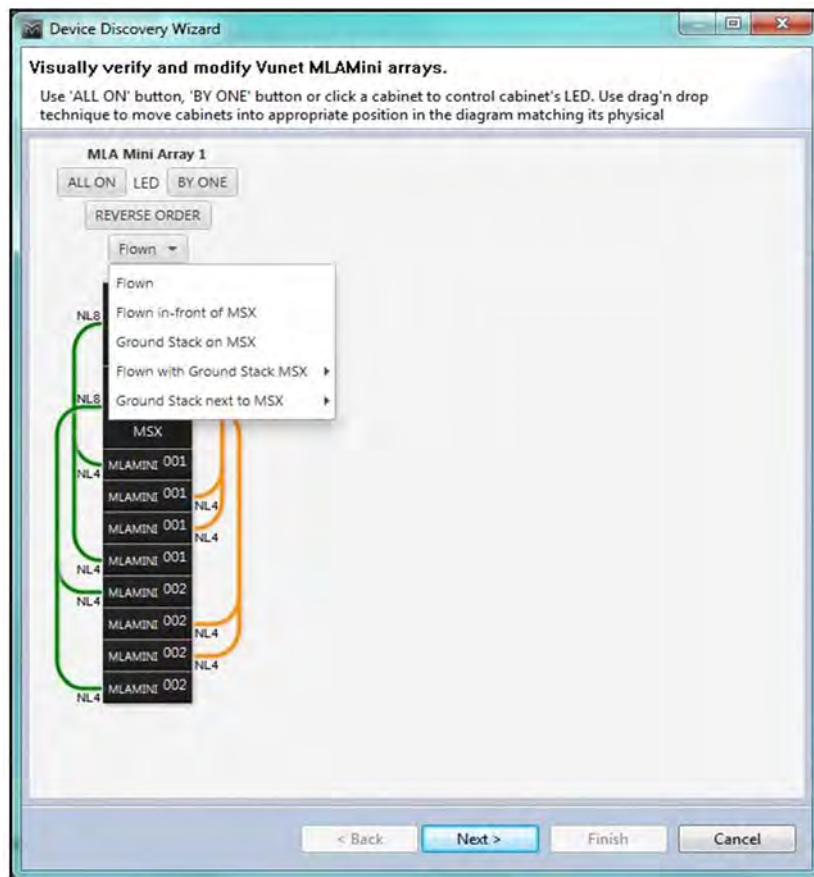 Device Discovery Wizard
Visually verify and modify Vunet MLAMini arrays.
Use 'ALL ON' button, 'BY ONE' button or click a cabinet to control cabinet's LED. Use drag'n drop
technique to move cabinets into appropriate position in the diagram matching its physical
MLA Mini Array 1
ALL ON LED BY ONE
REVERSE ORDER
Flown
Flown
Flown in-front of MSX
NL8
Ground Stack on MSX
Flown with Ground Stack MSX
Ground Stack next to MSX
NL8
MSX
MLAMINI 001
NL4
MLAMINI 001
NL4
MLAMINI 001
NL4
MLAMINI 001
NL4
MLAMINI 002
NL4
MLAMINI 002
NL4
MLAMINI 002
NL4
MLAMINI 002
NL4
< Back Next > Finish Cancel